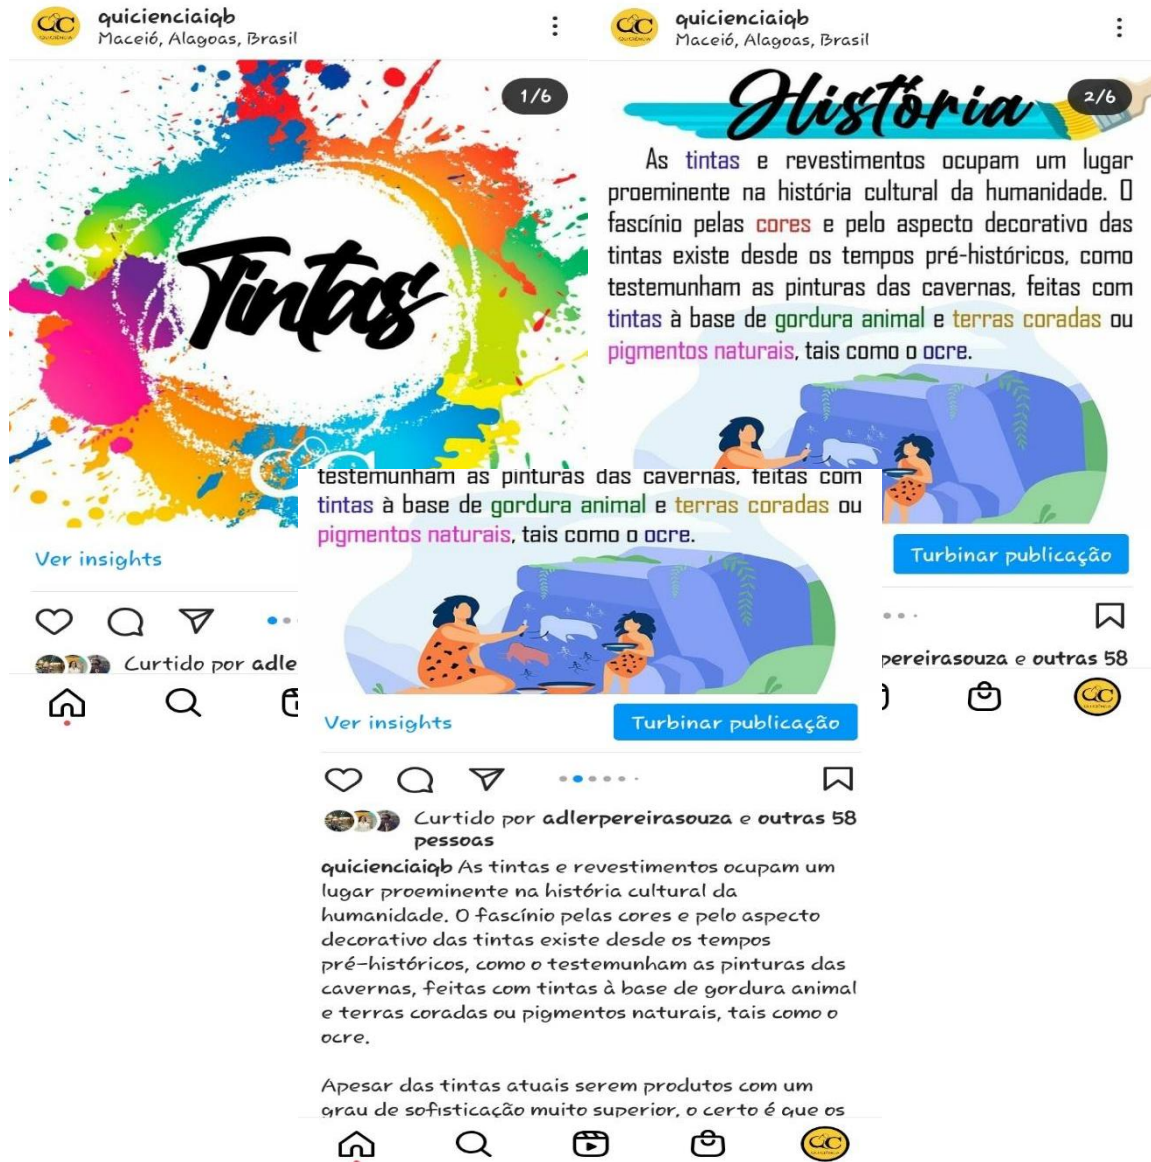 quicienciaiqb
Maceió, Alagoas, Brasil
1/6
Tintas
Ver insights
Curtido por adle
quicienciaiqb
Maceió, Alagoas, Brasil
2/6
História
As tintas e revestimentos ocupam um lugar
proeminente na história cultural da humanidade. O
fascínio pelas cores e pelo aspecto decorativo das
tintas existe desde os tempos pré-históricos, como
testemunham as pinturas das cavernas, feitas com
tintas à base de gordura animal e terras coradas ou
pigmentos naturais, tais como o ocre.
Turbinar publicação
pereirasouza e outras 58
testemunham as pinturas das cavernas, feitas com
tintas à base de gordura animal e terras coradas ou
pigmentos naturais, tais como o ocre.
Ver insights
Turbinar publicação
Curtido por adlerpereirasouza e outras 58
pessoas
quicienciaiqb As tintas e revestimentos ocupam um
lugar proeminente na história cultural da
humanidade. O fascínio pelas cores e pelo aspecto
decorativo das tintas existe desde os tempos
pré-históricos, como o testemunham as pinturas das
cavernas, feitas com tintas à base de gordura animal
e terras coradas ou pigmentos naturais, tais como o
ocre.
Apesar das tintas atuais serem produtos com um
grau de sofisticação muito superior, o certo é que os